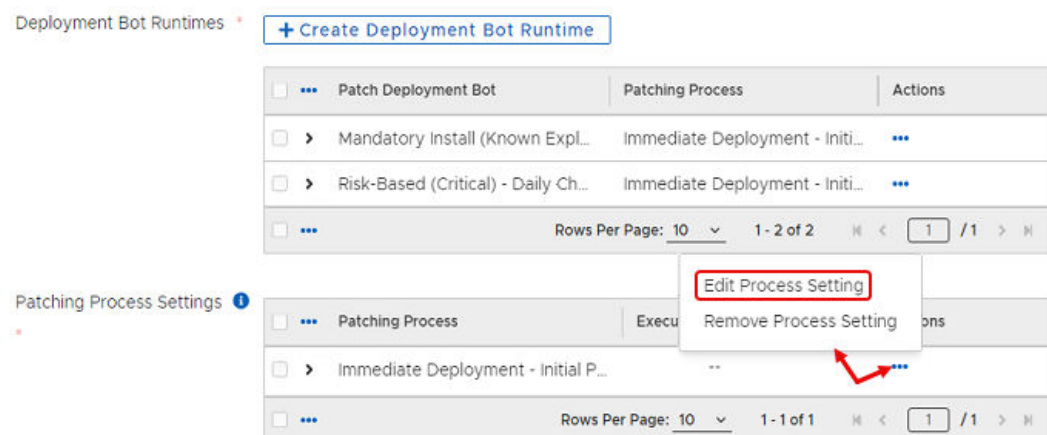 Deployment Bot Runtimes *
+ Create Deployment Bot Runtime
••• Patch Deployment Bot Patching Process Actions
Mandatory Install (Known Expl... Immediate Deployment - Initi... •••
Risk-Based (Critical) - Daily Ch... Immediate Deployment - Initi... •••
••• Rows Per Page: 10 1 - 2 of 2 1 / 1
Edit Process Setting
Patching Process Settings *
••• Patching Process Execu ons
Remove Process Setting
Immediate Deployment - Initial P... -- •••
••• Rows Per Page: 10 1 - 1 of 1 1 / 1